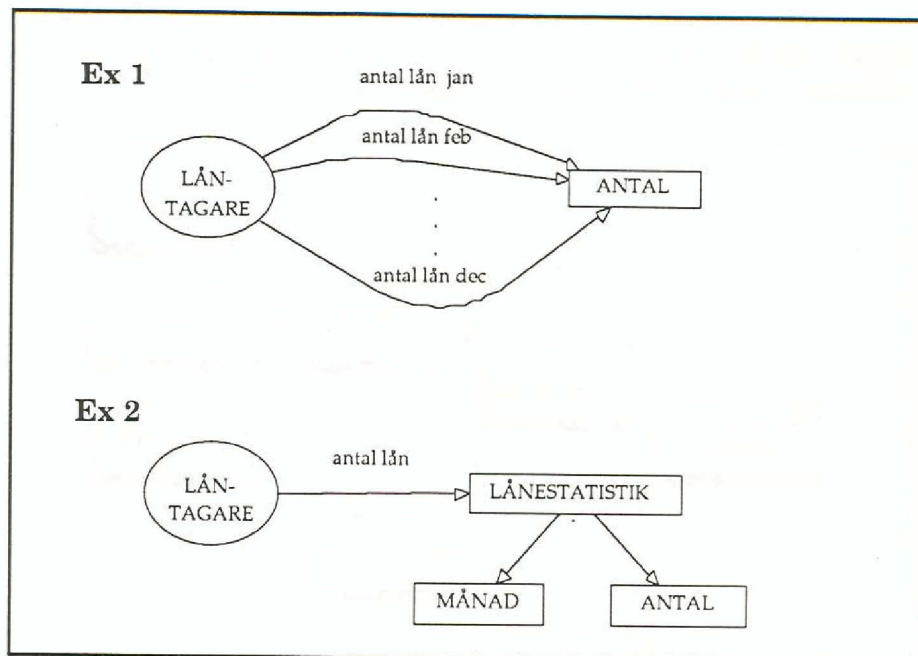 Ex 1
antal lån jan
antal lån feb
LÅN-
TAGARE
ANTAL
antal lån dec
Ex 2
antal lån
LÅN-
TAGARE
LÅNESTATISTIK
MÅNAD
ANTAL